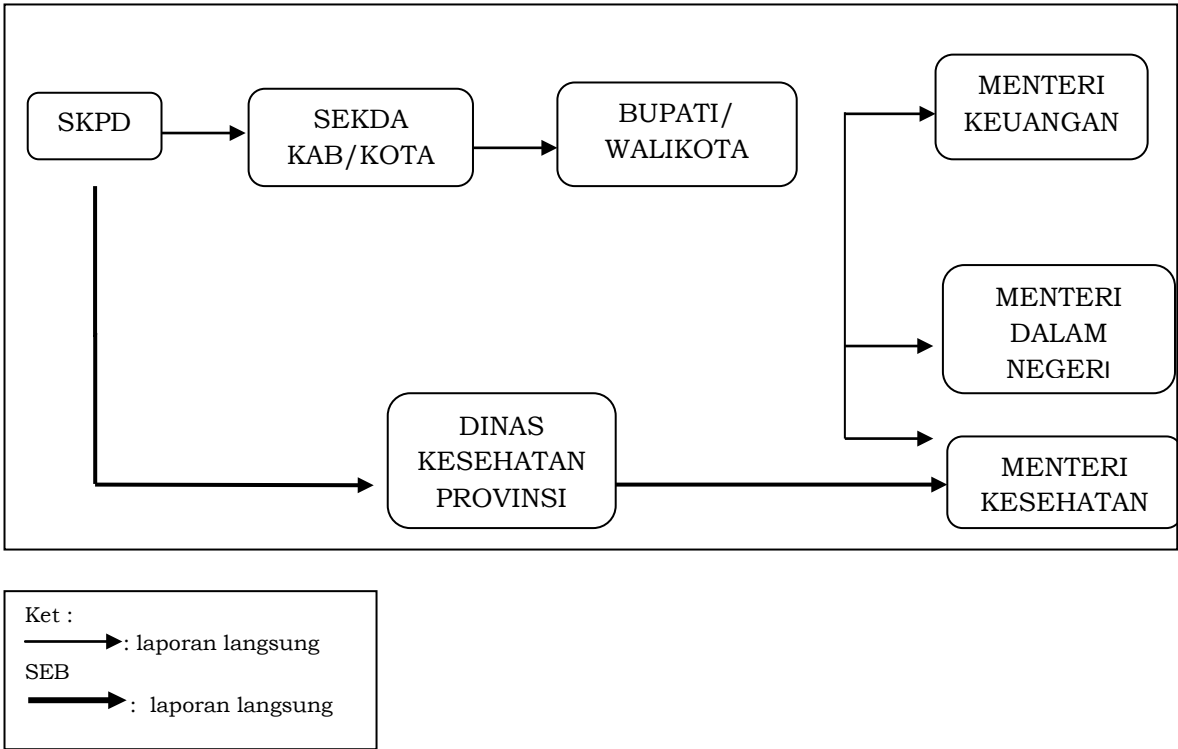 SKPD
SEKDA
KAB/KOTA
BUPATI/
WALIKOTA
MENTERI
KEUANGAN
MENTERI
DALAM
NEGERI
DINAS
KESEHATAN
PROVINSI
MENTERI
KESEHATAN
Ket :
: laporan langsung
SEB
: laporan langsung